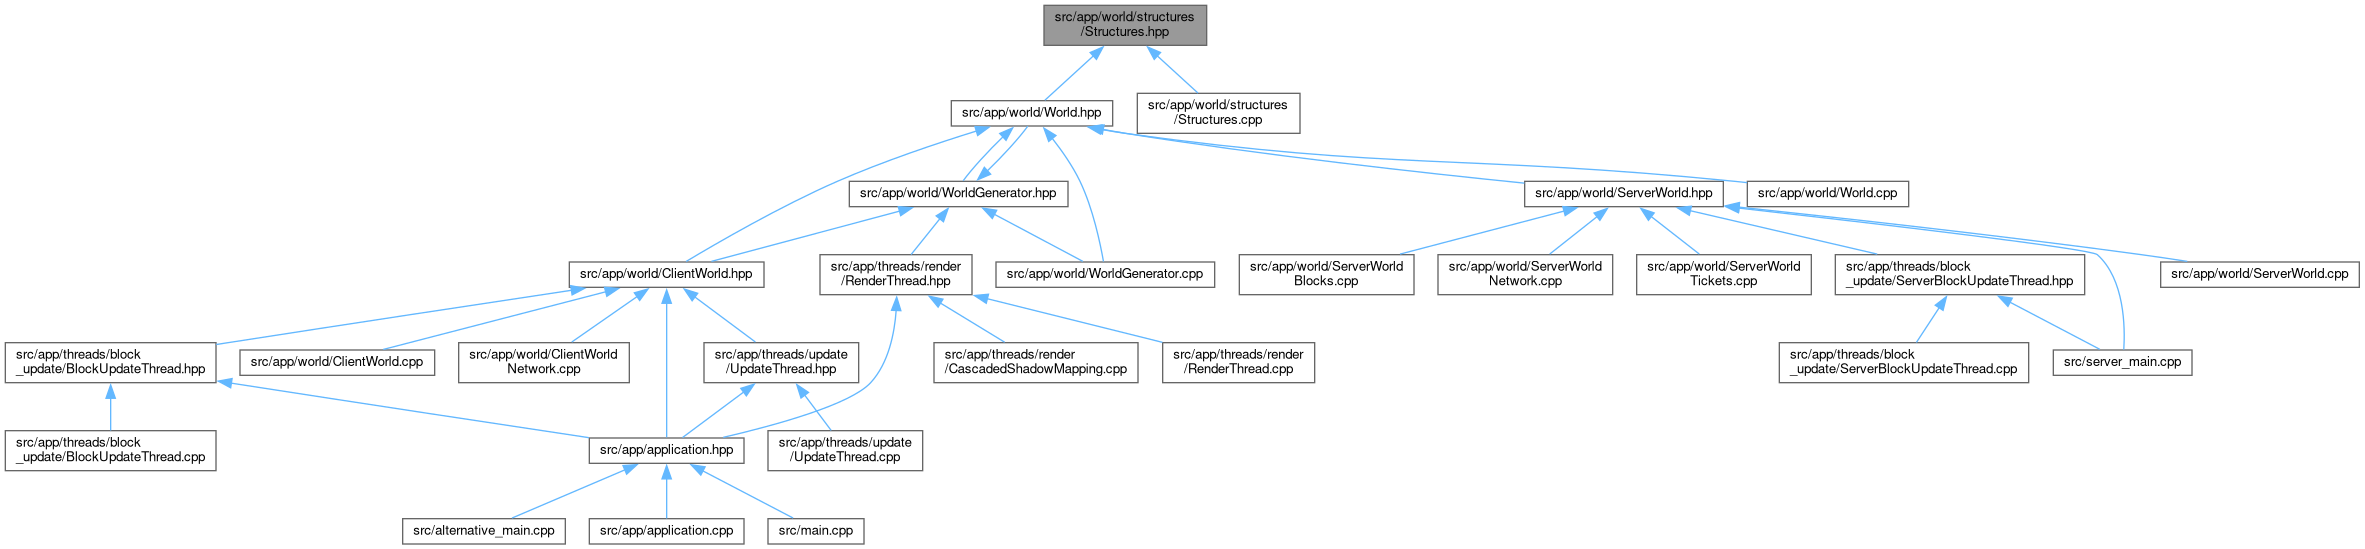 src/app/world/structures
/Structures.hpp
src/app/world/World.hpp
src/app/world/structures
/Structures.cpp
src/app/world/WorldGenerator.hpp
src/app/world/ServerWorld.hpp
src/app/world/World.cpp
src/app/world/ClientWorld.hpp
src/app/threads/render
/RenderThread.hpp
src/app/world/WorldGenerator.cpp
src/app/world/ServerWorld
Blocks.cpp
src/app/world/ServerWorld
Network.cpp
src/app/world/ServerWorld
Tickets.cpp
src/app/threads/block
_update/ServerBlockUpdateThread.hpp
src/app/world/ServerWorld.cpp
src/app/threads/block
_update/BlockUpdateThread.hpp
src/app/world/ClientWorld.cpp
src/app/world/ClientWorld
Network.cpp
src/app/threads/update
/UpdateThread.hpp
src/app/threads/render
/CascadedShadowMapping.cpp
src/app/threads/render
/RenderThread.cpp
src/app/threads/block
_update/ServerBlockUpdateThread.cpp
src/server_main.cpp
src/app/threads/block
_update/BlockUpdateThread.cpp
src/app/application.hpp
src/app/threads/update
/UpdateThread.cpp
src/alternative_main.cpp
src/app/application.cpp
src/main.cpp